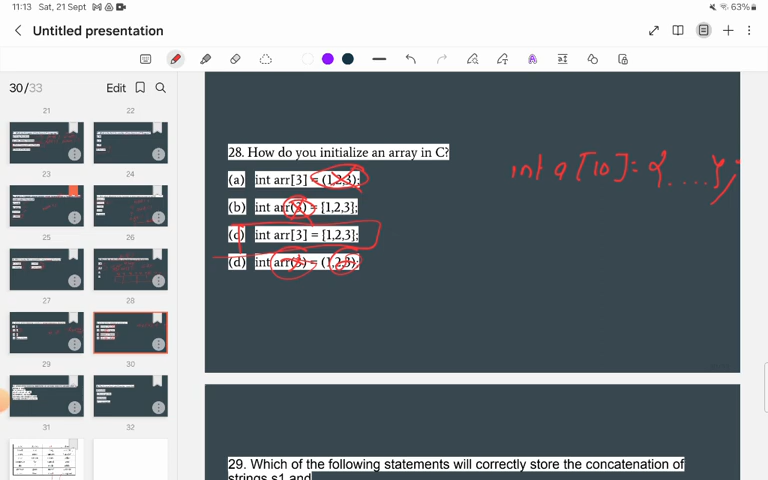 11:13 Sat, 21 Sept 63%
Untitled presentation
30/33 Edit
21 22
23 24
25 26
27 28
29 30
31 32
28. How do you initialize an array in C?
(a) int arr[3] = (1,2,3);
(b) int arr(3) = [1,2,3];
(c) int arr[3] = [1,2,3];
(d) int arr(3) = (1,2,3);
int a[10]={....};
29. Which of the following statements will correctly store the concatenation of
strings s1 and